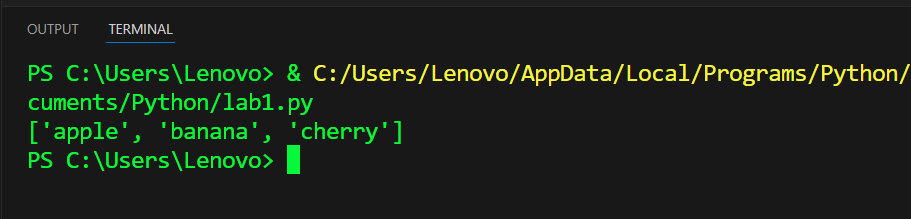 OUTPUT TERMINAL
PS C:\Users\Lenovo> & C:/Users/Lenovo/AppData/Local/Programs/Python/
cuments/Python/lab1.py
['apple', 'banana', 'cherry']
PS C:\Users\Lenovo>